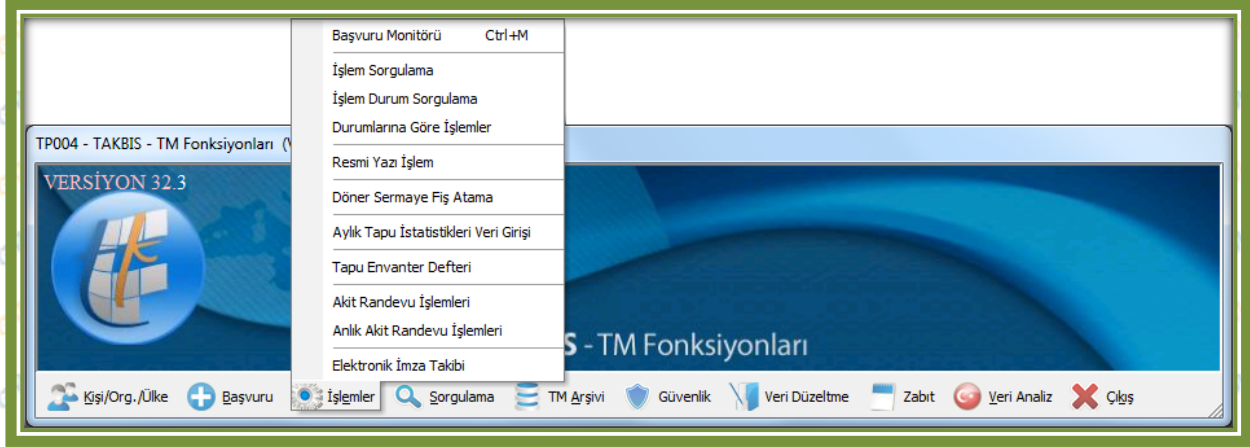 Başvuru Monitörü Ctrl+M
İşlem Sorgulama
İşlem Durum Sorgulama
Durumlarına Göre İşlemler
Resmi Yazı İşlem
Döner Sermaye Fiş Atama
Aylık Tapu İstatistikleri Veri Girişi
Tapu Envanter Defteri
Akit Randevu İşlemleri
Anlık Akit Randevu İşlemleri
Elektronik İmza Takibi
TP004 - TAKBIS - TM Fonksiyonları (V
VERSİYON 32.3
S - TM Fonksiyonları
Kişi/Org./Ülke Başvuru İşlemler Sorgulama TM Arşivi Güvenlik Veri Düzeltme Zabıt Veri Analiz Çıkış